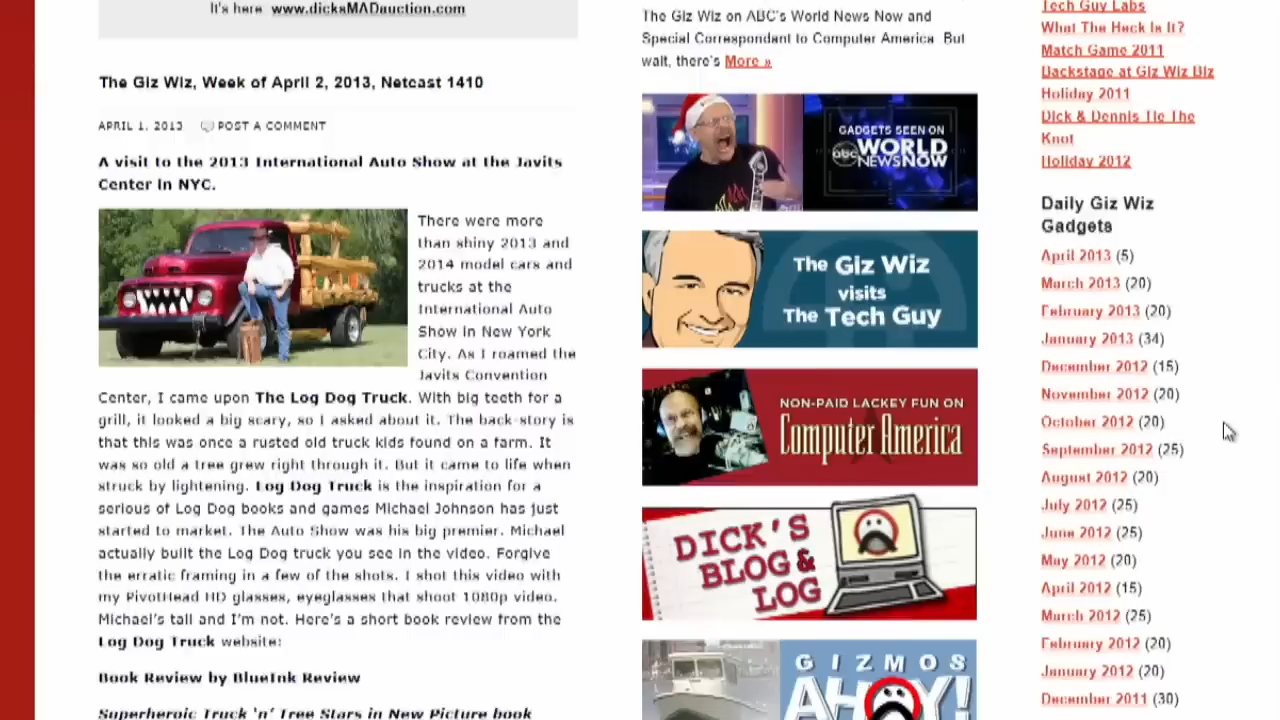 It's here www.dicksMADauction.com
The Giz Wiz, Week of April 2, 2013, Netcast 1410
APRIL 1, 2013 POST A COMMENT
A visit to the 2013 International Auto Show at the Javits
Center in NYC.
There were more
than shiny 2013 and
2014 model cars and
trucks at the
International Auto
Show in New York
City. As I roamed the
Javits Convention
Center, I came upon The Log Dog Truck. With big teeth for a
grill, it looked a big scary, so I asked about it. The back-story is
that this was once a rusted old truck kids found on a farm. It
was so old a tree grew right through it. But it came to life when
struck by lightening. Log Dog Truck is the inspiration for a
serious of Log Dog books and games Michael Johnson has just
started to market. The Auto Show was his big premier. Michael
actually built the Log Dog truck you see in the video. Forgive
the erratic framing in a few of the shots. I shot this video with
my PivotHead HD glasses, eyeglasses that shoot 1080p video.
Michael's tall and I'm not. Here's a short book review from the
Log Dog Truck website:
Book Review by BlueInk Review
Superheroic Truck 'n' Tree Stars in New Picture book
The Giz Wiz on ABC's World News Now and
Special Correspondent to Computer America But
wait, there's More »
GADGETS SEEN ON
abc WORLD
NEWS NOW
The Giz Wiz
visits
The Tech Guy
NON-PAID LACKEY FUN ON
Computer America
DICK'S
BLOG &
LOG
GIZMOS
AHOY!
Tech Guy Labs
What The Heck Is It?
Match Game 2011
Backstage at Giz Wiz Biz
Holiday 2011
Dick & Dennis Tie The
Knot
Holiday 2012
Daily Giz Wiz
Gadgets
April 2013 (5)
March 2013 (20)
February 2013 (20)
January 2013 (34)
December 2012 (15)
November 2012 (20)
October 2012 (20)
September 2012 (25)
August 2012 (20)
July 2012 (25)
June 2012 (25)
May 2012 (20)
April 2012 (15)
March 2012 (25)
February 2012 (20)
January 2012 (20)
December 2011 (30)